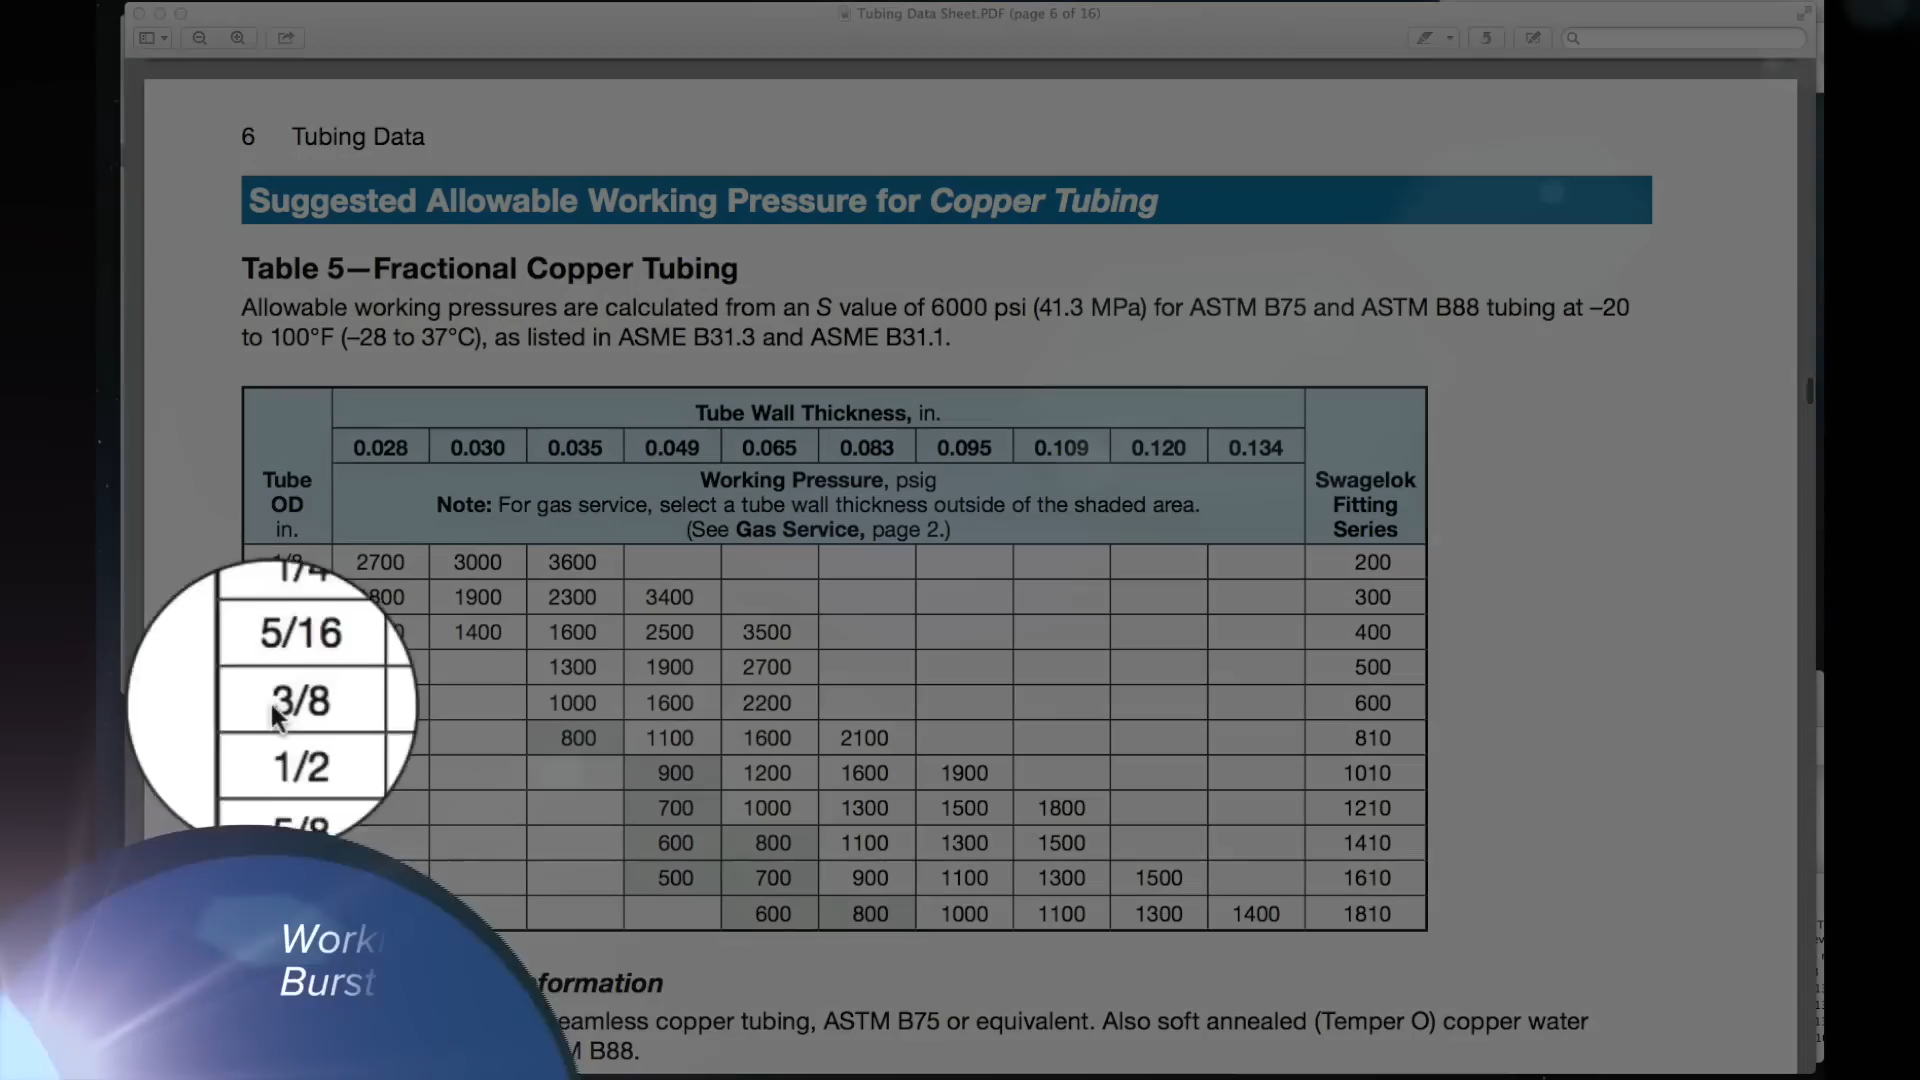 Tubing Data Sheet.PDF (page 6 of 16)
6 Tubing Data
Suggested Allowable Working Pressure for Copper Tubing
Table 5—Fractional Copper Tubing
Allowable working pressures are calculated from an S value of 6000 psi (41.3 MPa) for ASTM B75 and ASTM B88 tubing at –20
to 100°F (–28 to 37°C), as listed in ASME B31.3 and ASME B31.1.
Tube Wall Thickness, in.
0.028 0.030 0.035 0.049 0.065 0.083 0.095 0.109 0.120 0.134
Tube
OD
in.
Working Pressure, psig
Note: For gas service, select a tube wall thickness outside of the shaded area.
(See Gas Service, page 2.)
Swagelok
Fitting
Series
2700 3000 3600 200
1/4 800 1900 2300 3400 300
5/16 1400 1600 2500 3500 400
1300 1900 2700 500
3/8 1000 1600 2200 600
1/2 800 1100 1600 2100 810
900 1200 1600 1900 1010
5/8 700 1000 1300 1500 1800 1210
600 800 1100 1300 1500 1410
500 700 900 1100 1300 1500 1610
600 800 1000 1100 1300 1400 1810
Work
Burst
formation
eamless copper tubing, ASTM B75 or equivalent. Also soft annealed (Temper O) copper water
M B88.